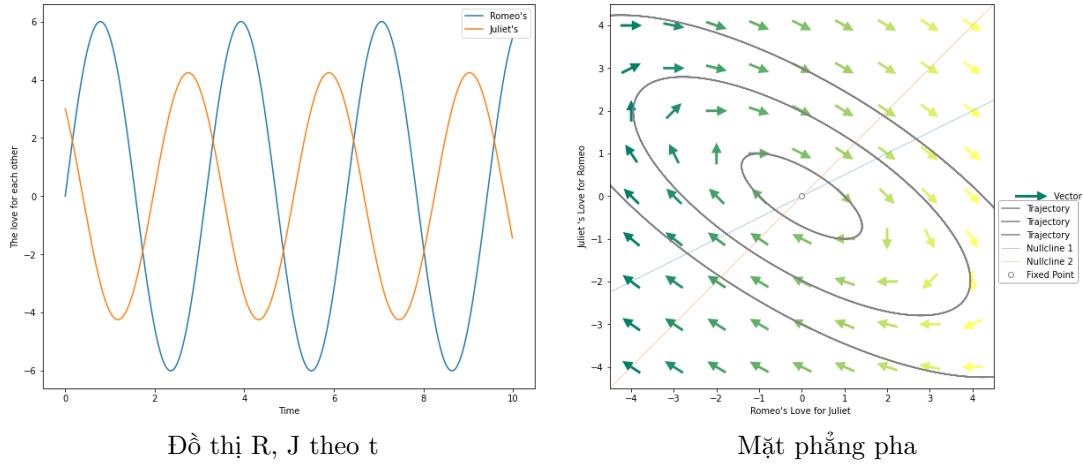 Romeo's
Juliet's
6
4
2
0
−2
−4
−6
The love for each other
0
2
4
6
8
10
Time
Đồ thị R, J theo t
4
3
2
1
0
−1
−2
−3
−4
Juliet 's Love for Romeo
−4
−3
−2
−1
0
1
2
3
4
Romeo's Love for Juliet
Vector
Trajectory
Trajectory
Trajectory
Nullcline 1
Nullcline 2
Fixed Point
Mặt phẳng pha